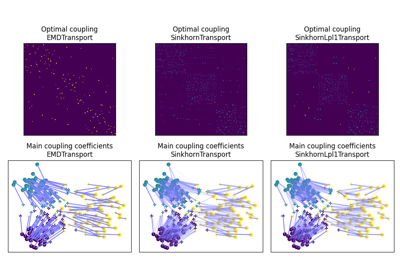 Optimal coupling
EMDTransport
Optimal coupling
SinkhornTransport
Optimal coupling
SinkhornLpl1Transport
Main coupling coefficients
EMDTransport
Main coupling coefficients
SinkhornTransport
Main coupling coefficients
SinkhornLpl1Transport